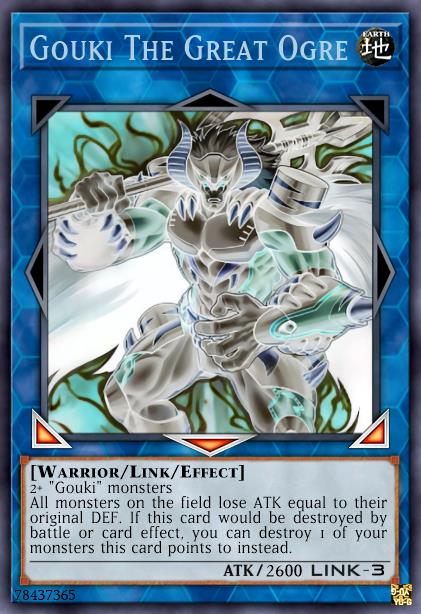 GOUKI THE GREAT OGRE
EARTH
地
[WARRIOR/LINK/EFFECT]
2+ "Gouki" monsters
All monsters on the field lose ATK equal to their
original DEF. If this card would be destroyed by
battle or card effect, you can destroy 1 of your
monsters this card points to instead.
ATK/2600 LINK-3
78437365